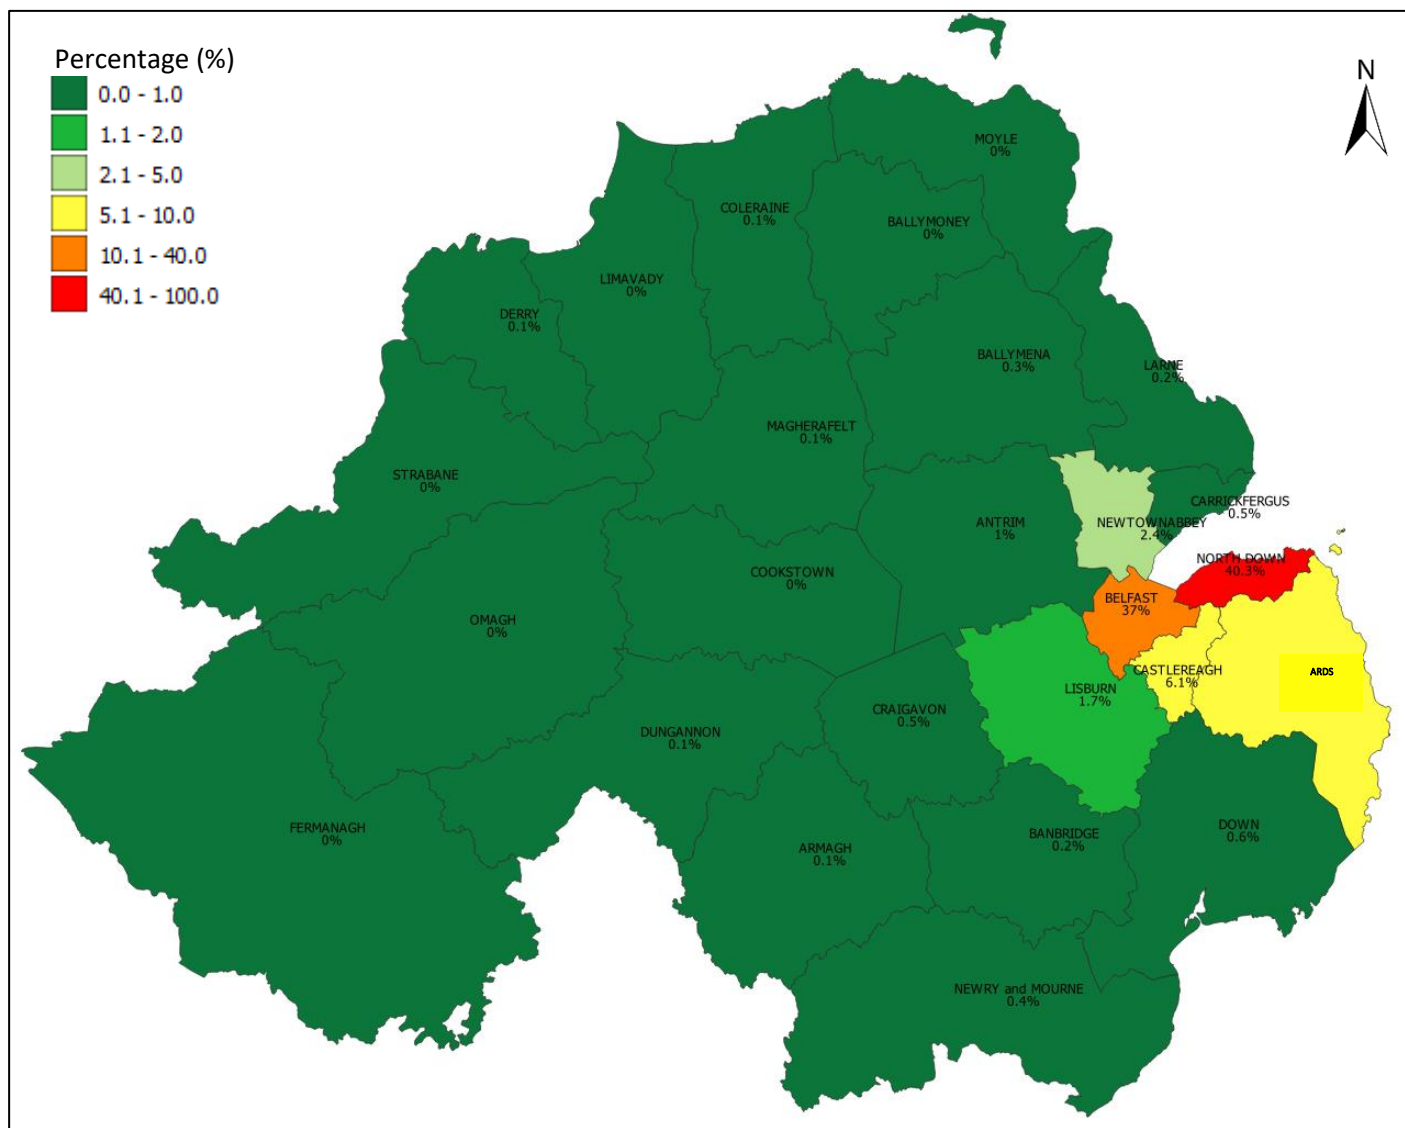 Percentage (%)
0.0 - 1.0
1.1 - 2.0
2.1 - 5.0
5.1 - 10.0
10.1 - 40.0
40.1 - 100.0
N
MOYLE
0%
COLERAINE
0.1%
BALLYMONEY
0%
LIMAVADY
0%
DERRY
0.1%
BALLYMENA
0.3%
LARNE
0.2%
MAGHERAFELT
0.1%
STRABANE
0%
CARRICKFERGUS
0.5%
ANTRIM
1%
NEWTOWNABBEY
2.4%
NORTH DOWN
40.3%
COOKSTOWN
0%
BELFAST
37%
OMAGH
0%
CASTLEREAGH
6.1%
ARDS
LISBURN
1.7%
CRAIGAVON
0.5%
DUNGANNON
0.1%
FERMANAGH
0%
DOWN
0.6%
BANBRIDGE
0.2%
ARMAGH
0.1%
NEWRY and MOURNE
0.4%